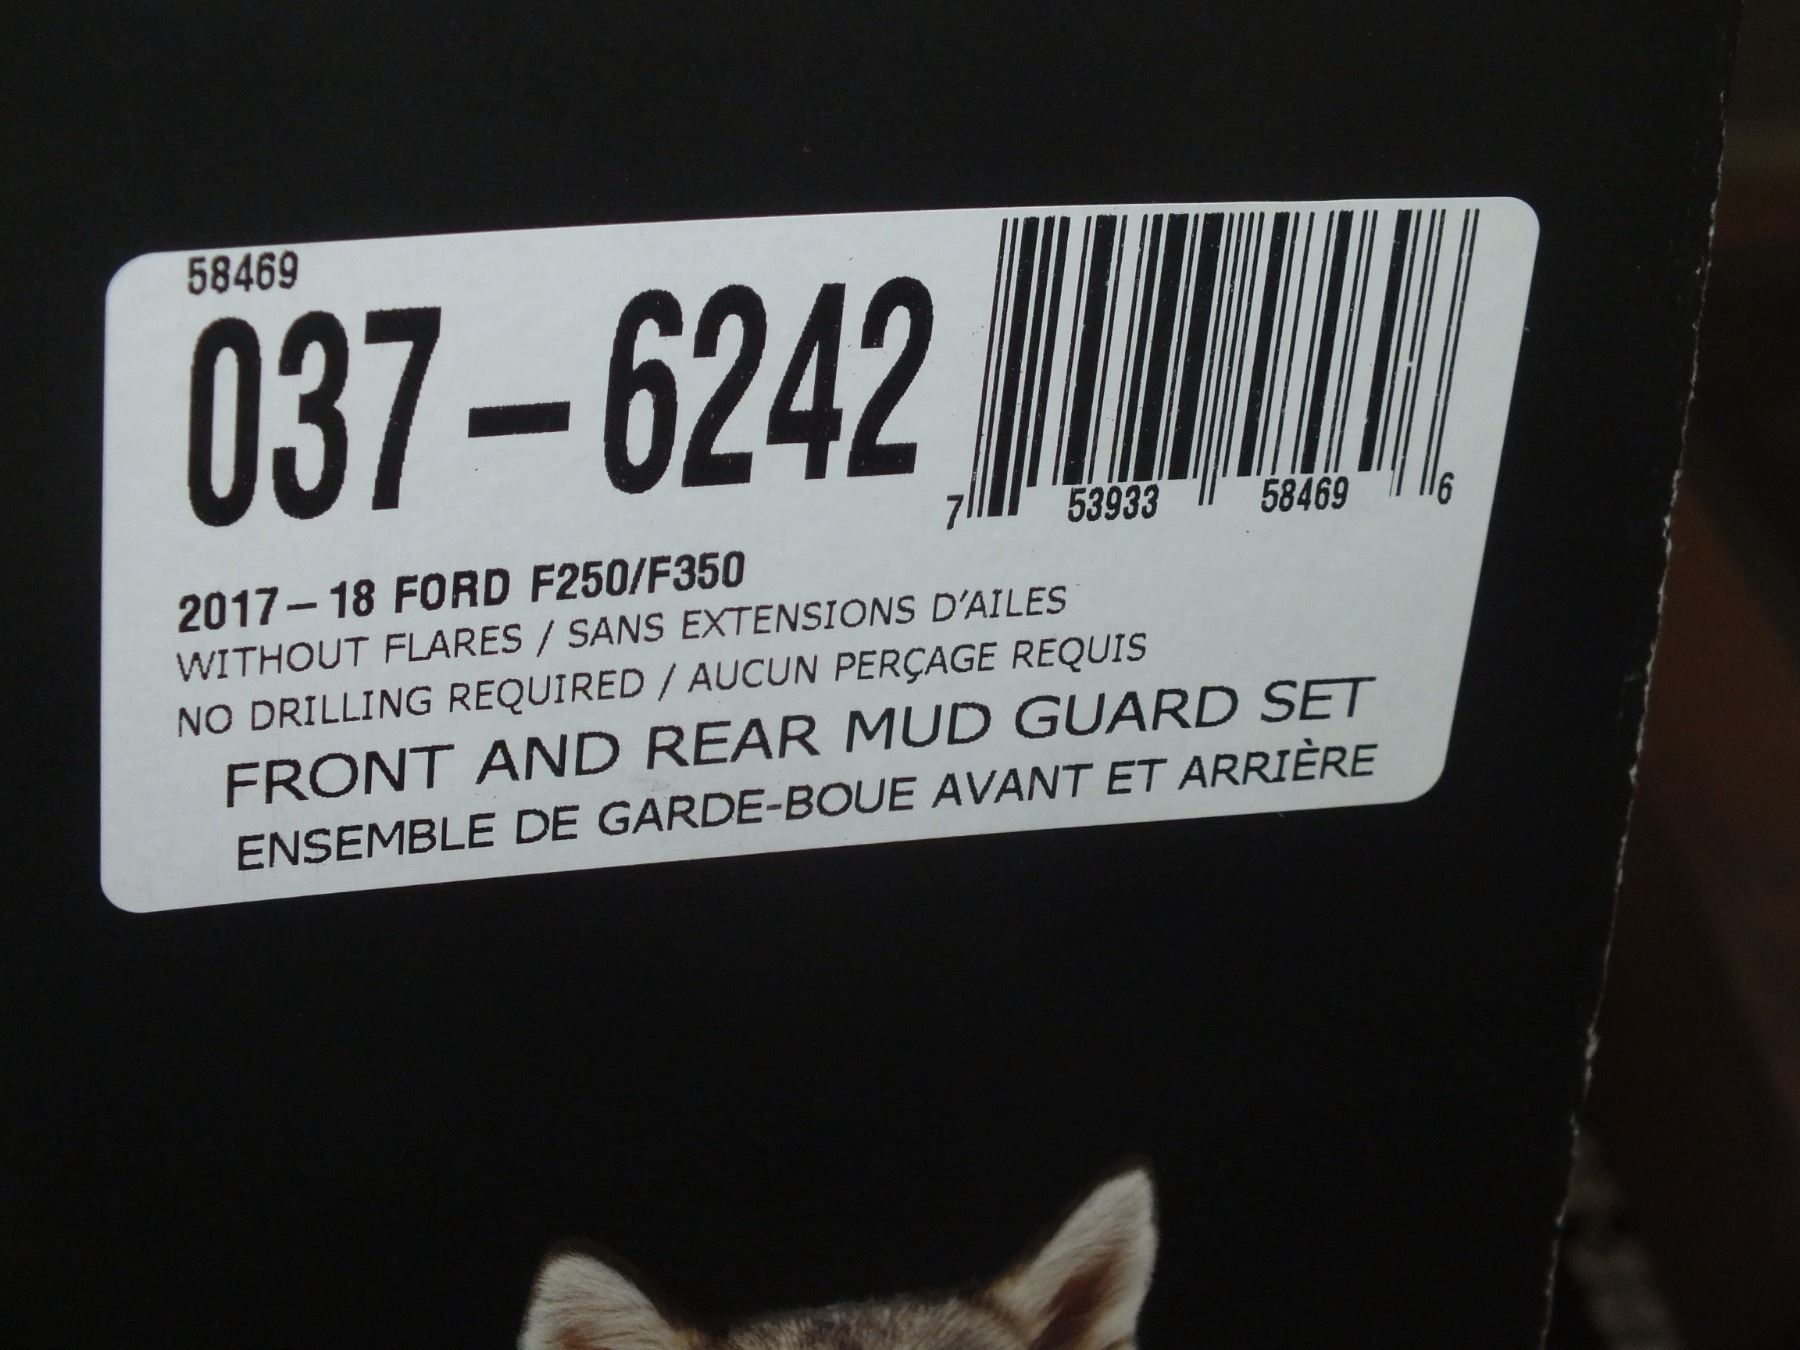 58469
037-6242
7 53933 58469 6
2017-18 FORD F250/F350
WITHOUT FLARES / SANS EXTENSIONS D'AILES
NO DRILLING REQUIRED / AUCUN PERÇAGE REQUIS
FRONT AND REAR MUD GUARD SET
ENSEMBLE DE GARDE-BOUE AVANT ET ARRIÈRE